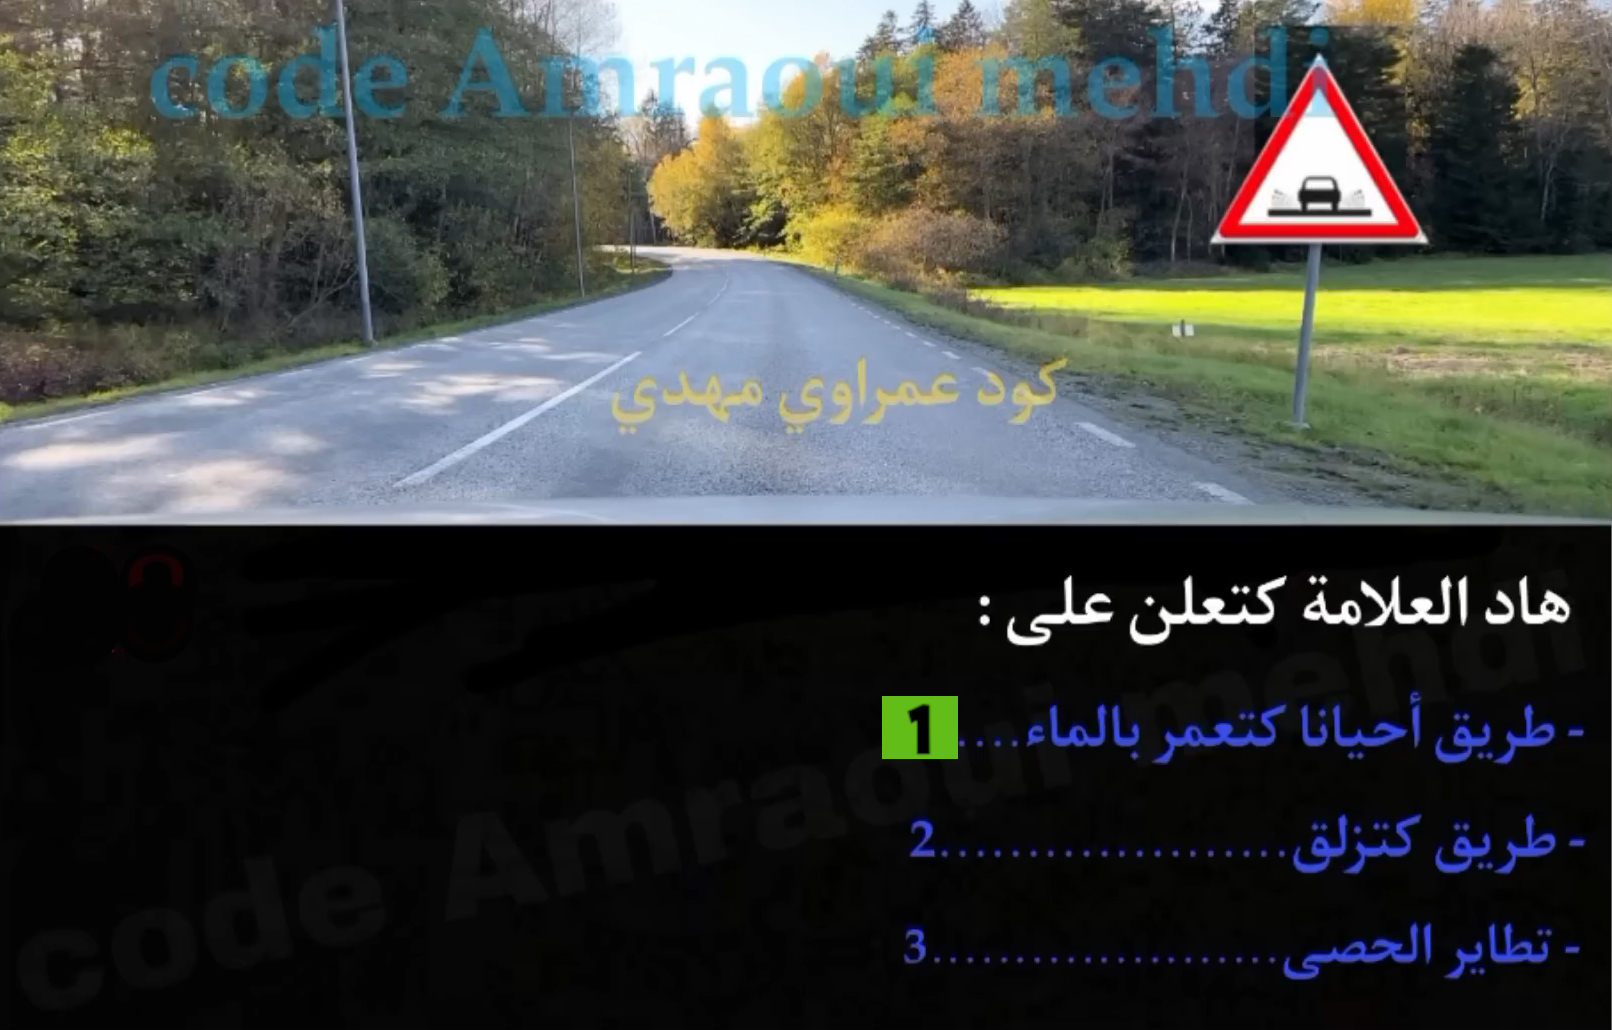 code Amraoui mehdi
كود عمراوي مهدي
هاد العلامة كتعلن على :
- طريق أحيانا كتعمر بالماء.... 1
- طريق كتزلق...................2
- تطاير الحصى.....................3
code Amraoui mehdi